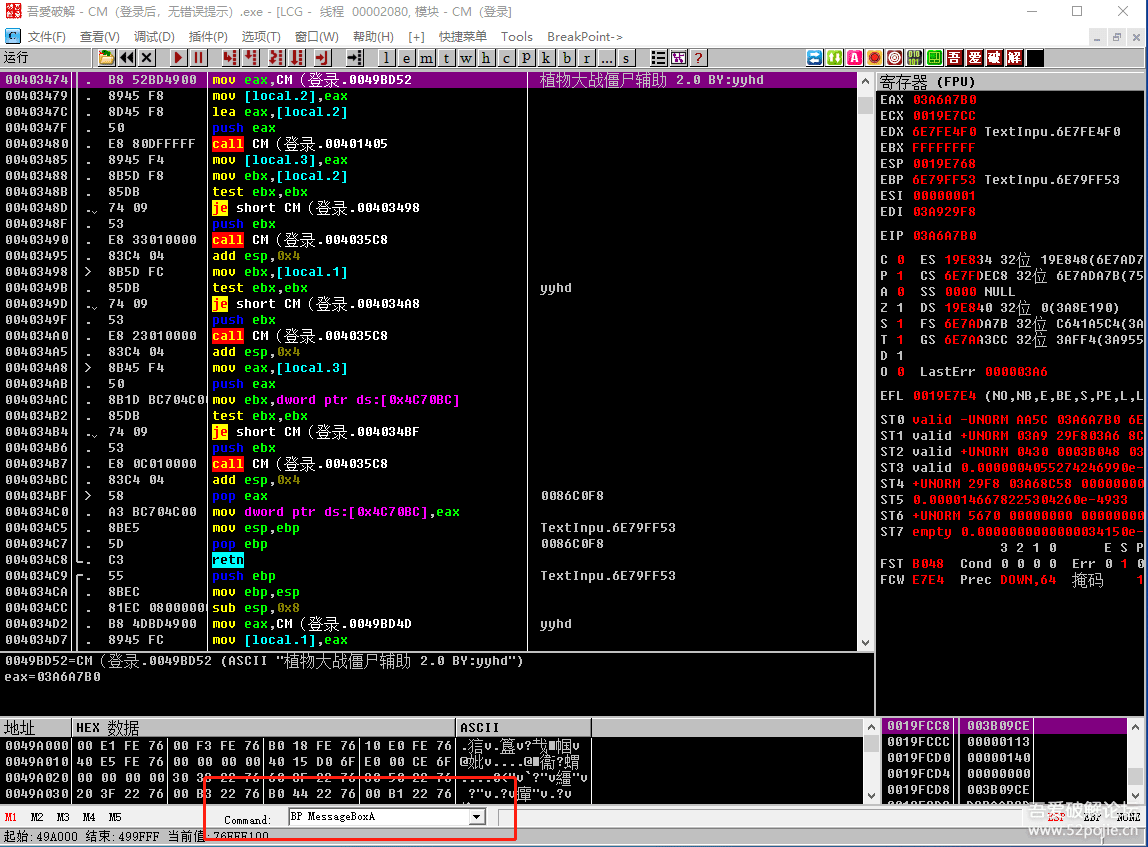 吾爱破解 - CM（登录后，无错误提示）.exe - [LCG - 线程 00002080, 模块 - CM（登录]
文件(F) 查看(V) 调试(D) 插件(P) 选项(T) 窗口(W) 帮助(H) [+] 快捷菜单 Tools BreakPoint->
运行 l e m t w h c p k b r ... s ? 吾 爱 破 解
00403474 . B8 52BD4900 mov eax,CM（登录.0049BD52 植物大战僵尸辅助 2.0 BY:yyhd
00403479 . 8945 F8 mov [local.2],eax
0040347C . 8D45 F8 lea eax,[local.2]
0040347F . 50 push eax
00403480 . E8 80DFFFFF call CM（登录.00401405
00403485 . 8945 F4 mov [local.3],eax
00403488 . 8B5D F8 mov ebx,[local.2]
0040348B . 85DB test ebx,ebx
0040348D . 74 09 je short CM（登录.00403498
0040348F . 53 push ebx
00403490 . E8 33010000 call CM（登录.004035C8
00403495 . 83C4 04 add esp,0x4
00403498 > 8B5D FC mov ebx,[local.1]
0040349B . 85DB test ebx,ebx yyhd
0040349D . 74 09 je short CM（登录.004034A8
0040349F . 53 push ebx
004034A0 . E8 23010000 call CM（登录.004035C8
004034A5 . 83C4 04 add esp,0x4
004034A8 > 8B45 F4 mov eax,[local.3]
004034AB . 50 push eax
004034AC . 8B1D BC704C00 mov ebx,dword ptr ds:[0x4C70BC]
004034B2 . 85DB test ebx,ebx
004034B4 . 74 09 je short CM（登录.004034BF
004034B6 . 53 push ebx
004034B7 . E8 0C010000 call CM（登录.004035C8
004034BC . 83C4 04 add esp,0x4
004034BF > 58 pop eax 0086C0F8
004034C0 . A3 BC704C00 mov dword ptr ds:[0x4C70BC],eax
004034C5 . 8BE5 mov esp,ebp TextInpu.6E79FF53
004034C7 . 5D pop ebp 0086C0F8
004034C8 . C3 retn
004034C9 . 55 push ebp TextInpu.6E79FF53
004034CA . 8BEC mov ebp,esp
004034CC . 81EC 08000000 sub esp,0x8
004034D2 . B8 4DBD4900 mov eax,CM（登录.0049BD4D yyhd
004034D7 . 8945 FC mov [local.1],eax
0049BD52=CM（登录.0049BD52 (ASCII "植物大战僵尸辅助 2.0 BY:yyhd")
eax=03A6A7B0
寄存器 (FPU)
EAX 03A6A7B0
ECX 0019E7CC
EDX 6E7FE4F0 TextInpu.6E7FE4F0
EBX FFFFFFFF
ESP 0019E768
EBP 6E79FF53 TextInpu.6E79FF53
ESI 00000001
EDI 03A929F8
EIP 03A6A7B0
C 0 ES 19E834 32位 19E848(6E7AD7
P 1 CS 6E7FDEC8 32位 6E7ADA7B(75
A 0 SS 0000 NULL
Z 1 DS 19E840 32位 0(3A8E190)
S 1 FS 6E7ADA7B 32位 C641A5C4(3A
T 1 GS 6E7AA3CC 32位 3AFF4(3A955
D 1
O 0 LastErr 000003A6
EFL 0019E7E4 (NO,NB,E,BE,S,PE,L,L
ST0 valid -UNORM AA5C 03A6A7B0 6E
ST1 valid +UNORM 03A9 29F803A6 8C
ST2 valid +UNORM 0430 0003B048 03
ST3 valid 0.0000004055274246990e-
ST4 +UNORM 29F8 03A68C58 00000000
ST5 0.0000146678225304260e-4933
ST6 +UNORM 5670 00000000 00000000
ST7 empty 0.0000000000000034150e-
3 2 1 0 E S P
FST B048 Cond 0 0 0 0 Err 0 1 0
FCW E7E4 Prec DOWN,64 掩码 1
地址 HEX 数据 ASCII
0049A000 00 E1 FE 76 00 F3 FE 76 B0 18 FE 76 10 E0 FE 76
0049A010 40 E5 FE 76 00 00 00 00 40 15 D0 6F E0 00 CE 6F
0049A020 00 00 00 00 30 22 76 22 76 22 76
0049A030 20 3F 22 76 00 22 76 B0 44 22 76 00 B1 22 76
0019FCC8 003B09CE
0019FCCC 00000113
0019FCD0 00000140
0019FCD4 00000000
0019FCD8 003B09CE
M1 M2 M3 M4 M5 Command: BP MessageBoxA ESP EBP NONE
起始: 49A000 结束: 499FFF 当前值: 76FFE100
吾爱破解论坛
www.52pojie.cn